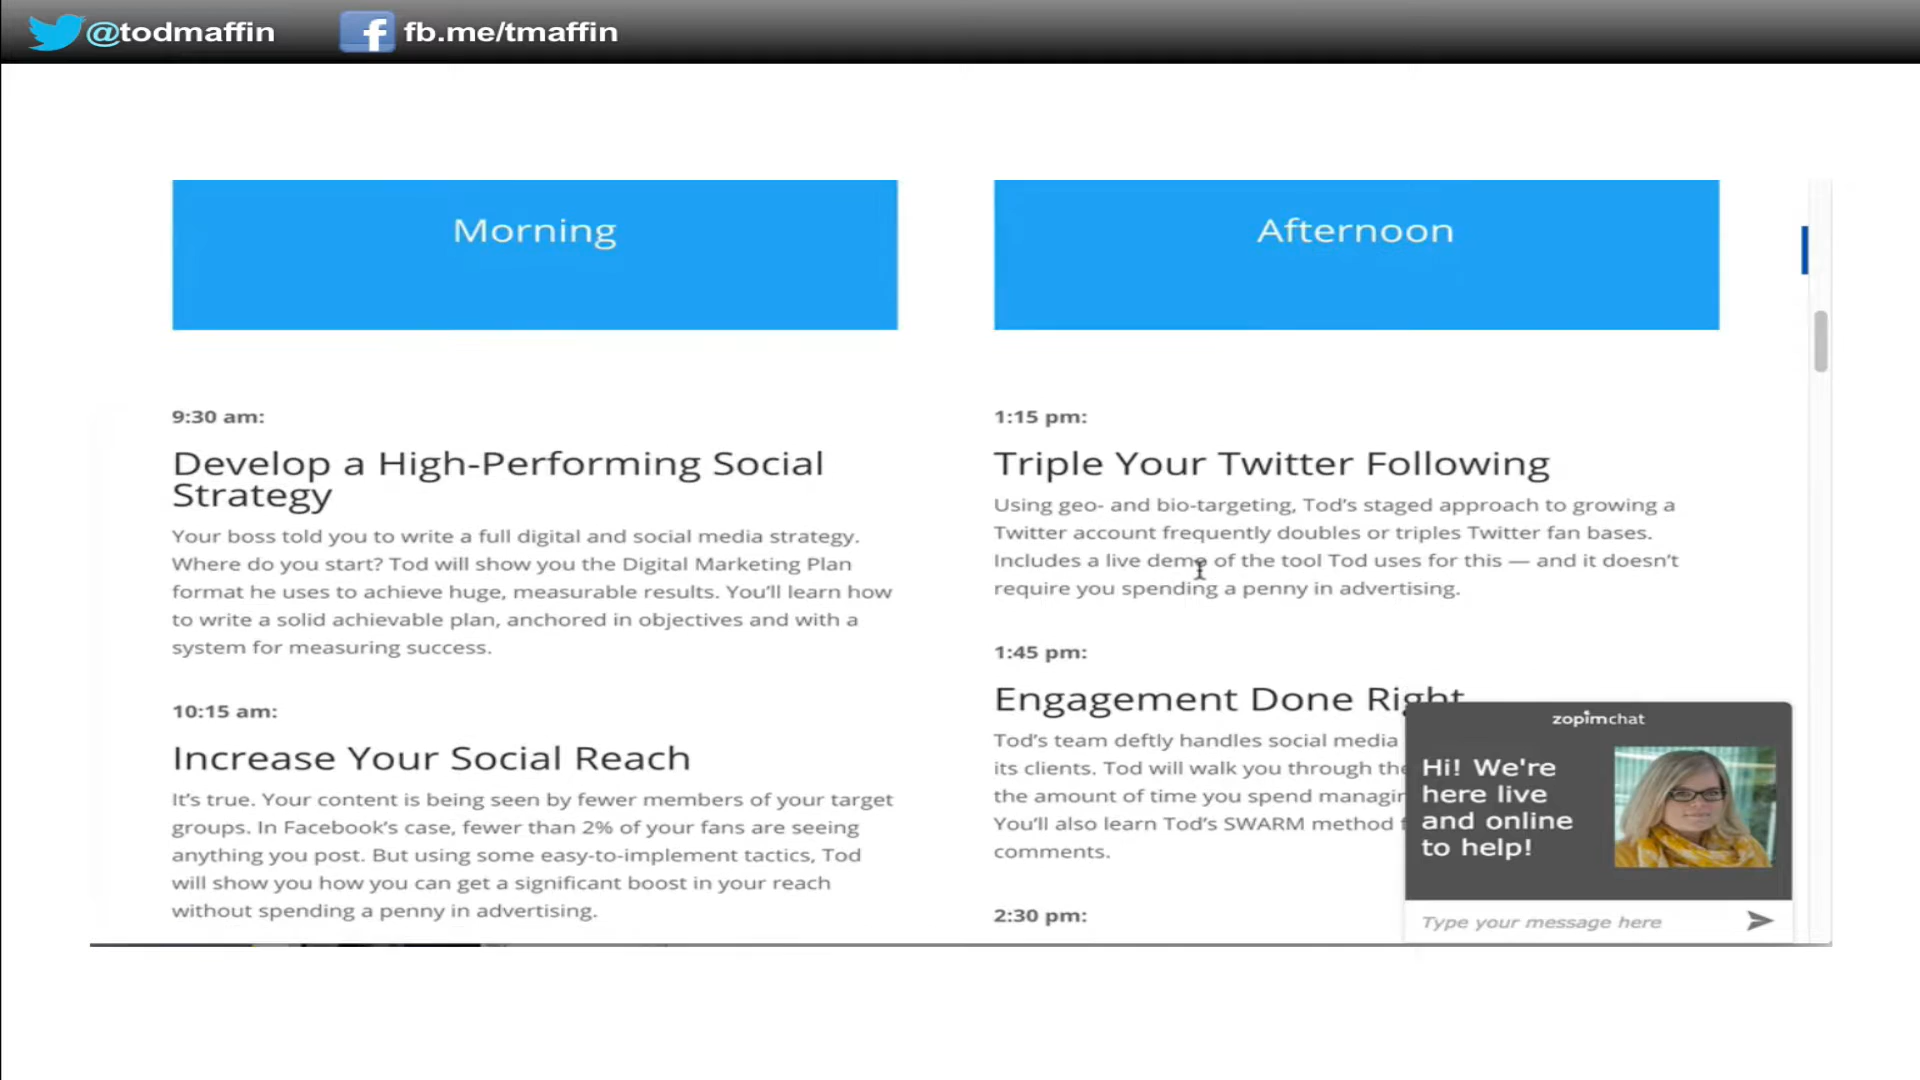 @todmaffin
fb.me/tmaffin
Morning
9:30 am:
Develop a High-Performing Social
Strategy
Your boss told you to write a full digital and social media strategy.
Where do you start? Tod will show you the Digital Marketing Plan
format he uses to achieve huge, measurable results. You'll learn how
to write a solid achievable plan, anchored in objectives and with a
system for measuring success.
10:15 am:
Increase Your Social Reach
It's true. Your content is being seen by fewer members of your target
groups. In Facebook's case, fewer than 2% of your fans are seeing
anything you post. But using some easy-to-implement tactics, Tod
will show you how you can get a significant boost in your reach
without spending a penny in advertising.
Afternoon
1:15 pm:
Triple Your Twitter Following
Using geo- and bio-targeting, Tod's staged approach to growing a
Twitter account frequently doubles or triples Twitter fan bases.
Includes a live demo of the tool Tod uses for this — and it doesn't
require you spending a penny in advertising.
1:45 pm:
Engagement Done Right
Tod's team deftly handles social media
its clients. Tod will walk you through the
the amount of time you spend managin
You'll also learn Tod's SWARM method
comments.
2:30 pm:
zopimchat
Hi! We're
here live
and online
to help!
Type your message here